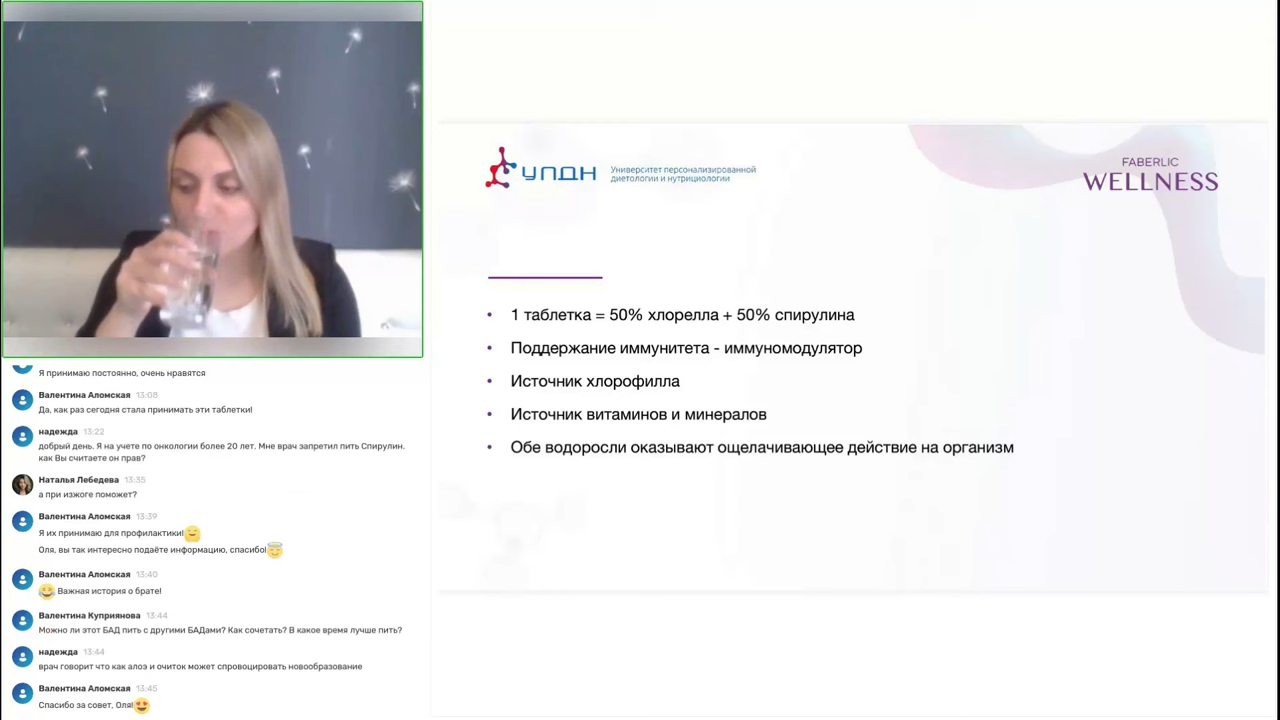 Я принимаю постоянно, очень нравятся
Валентина Аломская 13:08
Да, как раз сегодня стала принимать эти таблетки!
надежда 13:22
добрый день. Я на учете по онкологии более 20 лет. Мне врач запретил пить Спирулин.
как Вы считаете он прав?
Наталья Лебедева 13:35
а при изжоге поможет?
Валентина Аломская 13:39
Я их принимаю для профилактики!
Оля, вы так интересно подаёте информацию, спасибо!
Валентина Аломская 13:40
Важная история о брате!
Валентина Куприянова 13:44
Можно ли этот БАД пить с другими БАДами? Как сочетать? В какое время лучше пить?
надежда 13:44
врач говорит что как алоэ и очиток может спровоцировать новообразование
Валентина Аломская 13:45
Спасибо за совет, Оля!
УПДН
Университет персонализированной
диетологии и нутрициологии
FABERLIC
WELLNESS
• 1 таблетка = 50% хлорелла + 50% спирулина
• Поддержание иммунитета - иммуномодулятор
• Источник хлорофилла
• Источник витаминов и минералов
• Обе водоросли оказывают ощелачивающее действие на организм